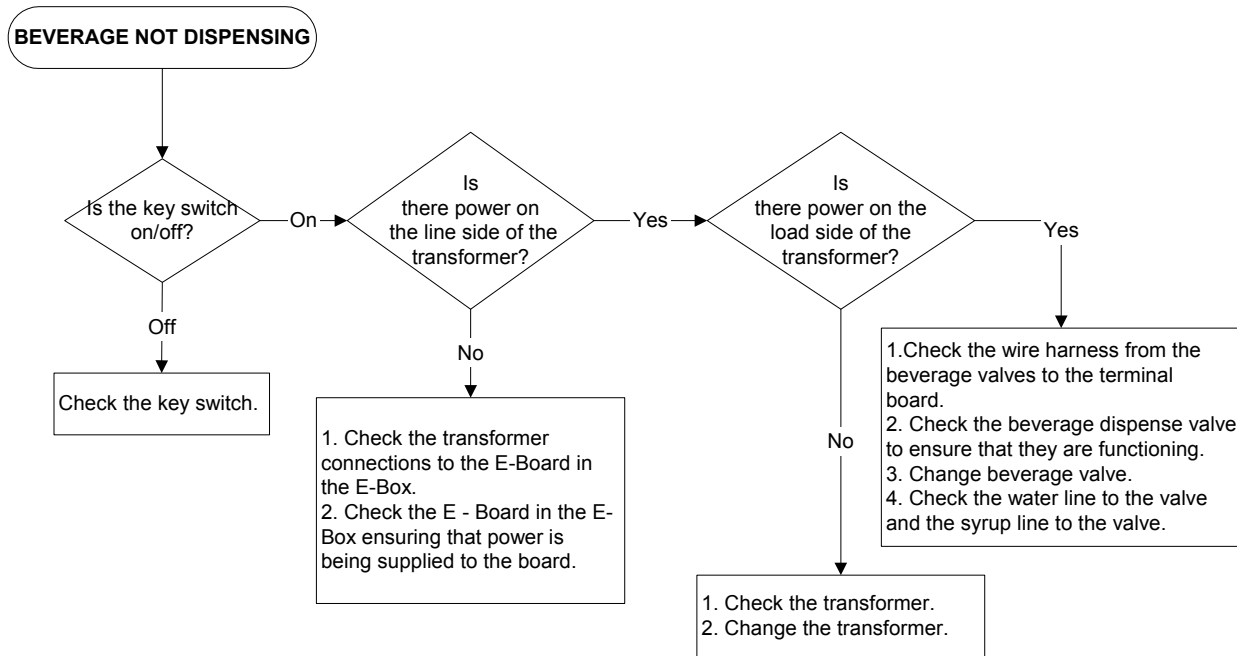 BEVERAGE NOT DISPENSING
Is the key switch
on/off?
On
Off
Check the key switch.
Is
there power on
the line side of the
transformer?
Yes
No
1. Check the transformer
connections to the E-Board in
the E-Box.
2. Check the E - Board in the E-
Box ensuring that power is
being supplied to the board.
Is
there power on the
load side of the
transformer?
Yes
No
1.Check the wire harness from the
beverage valves to the terminal
board.
2. Check the beverage dispense valve
to ensure that they are functioning.
3. Change beverage valve.
4. Check the water line to the valve
and the syrup line to the valve.
1. Check the transformer.
2. Change the transformer.